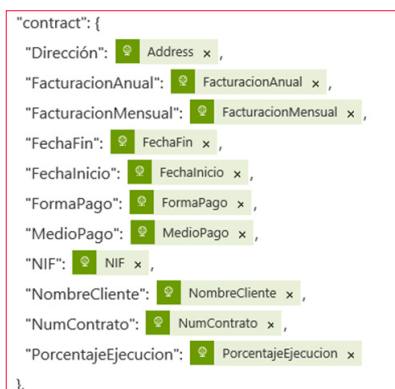 "contract": {
"Dirección": Address × ,
"FacturacionAnual": FacturacionAnual × ,
"FacturacionMensual": FacturacionMensual × ,
"FechaFin": FechaFin × ,
"FechaInicio": FechaInicio × ,
"FormaPago": FormaPago × ,
"MedioPago": MedioPago × ,
"NIF": NIF × ,
"NombreCliente": NombreCliente × ,
"NumContrato": NumContrato × ,
"PorcentajeEjecucion": PorcentajeEjecucion ×
},